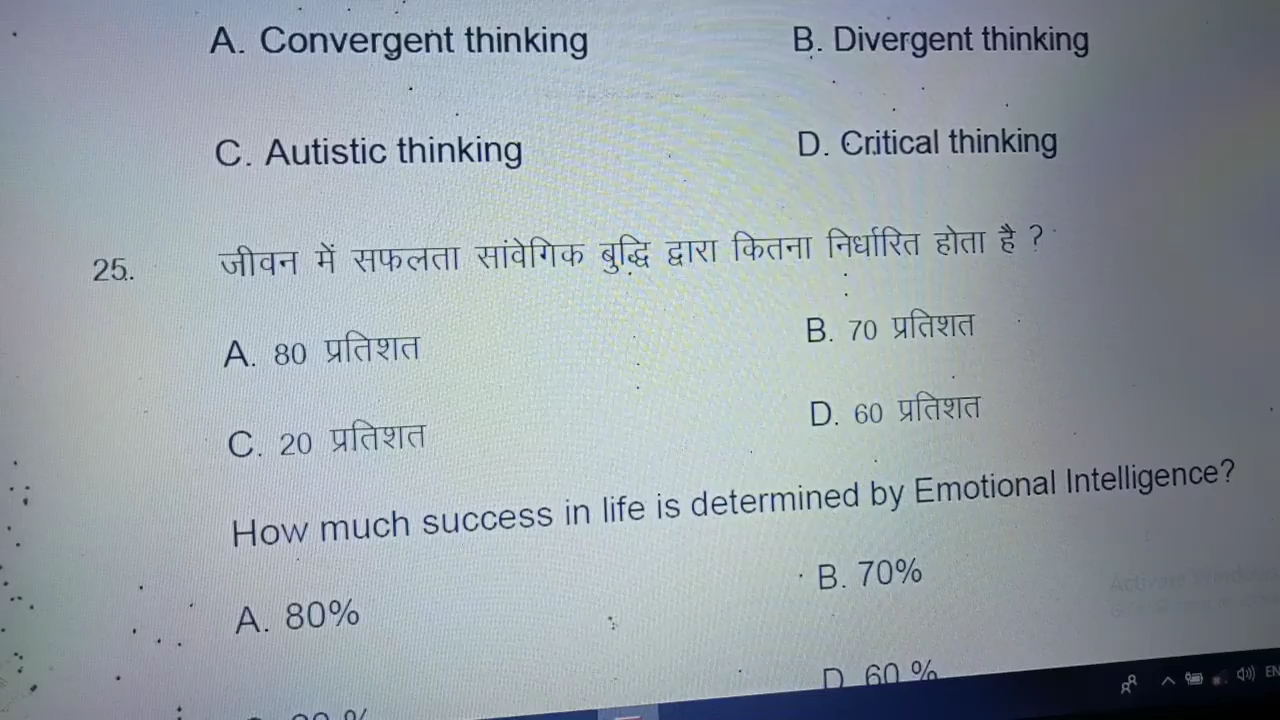 A. Convergent thinking B. Divergent thinking
C. Autistic thinking D. Critical thinking
25. जीवन में सफलता सांवेगिक बुद्धि द्वारा कितना निर्धारित होता है ?
A. 80 प्रतिशत B. 70 प्रतिशत
C. 20 प्रतिशत D. 60 प्रतिशत
How much success in life is determined by Emotional Intelligence?
A. 80% B. 70%
D 60 %
EN